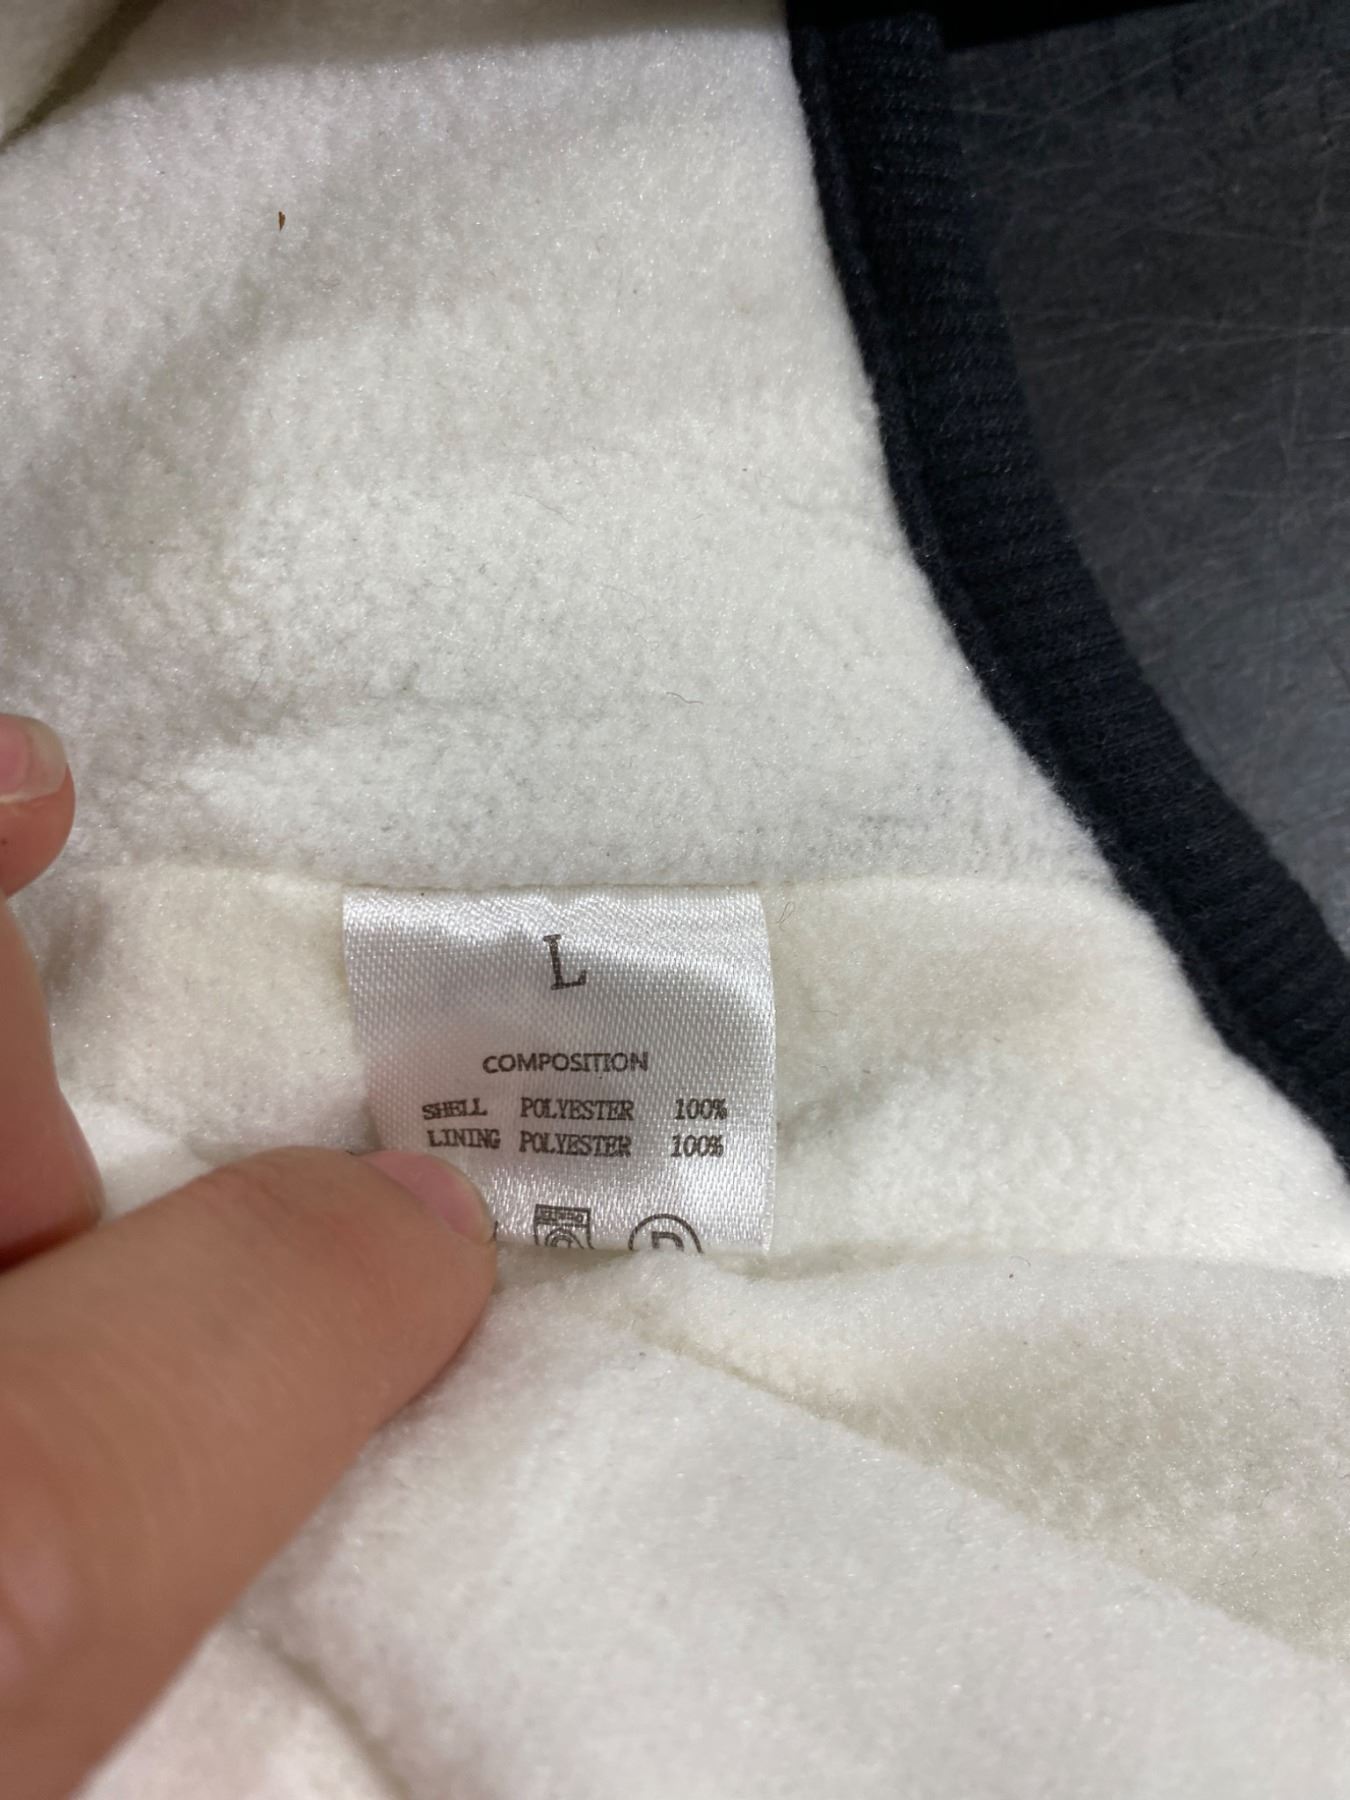 L
COMPOSITION
SHELL POLYESTER 100%
LINING POLYESTER 100%
P